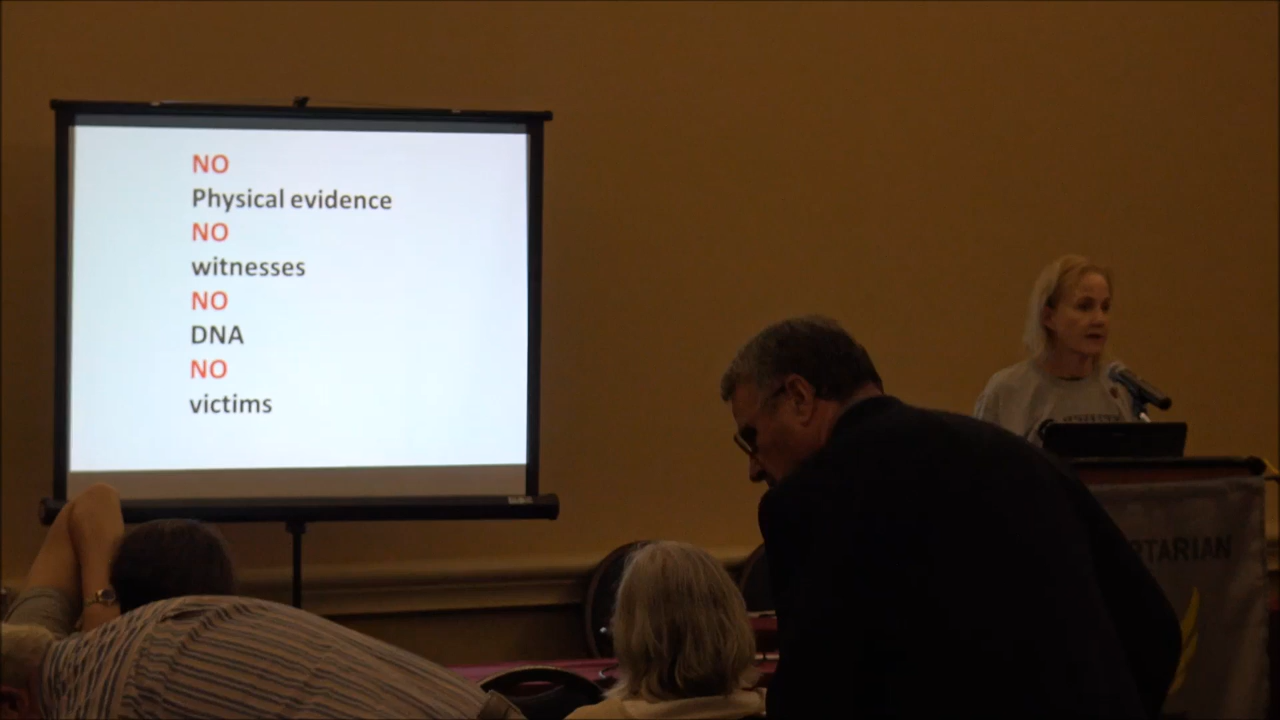 NO
Physical evidence
NO
witnesses
NO
DNA
NO
victims
RTARIAN